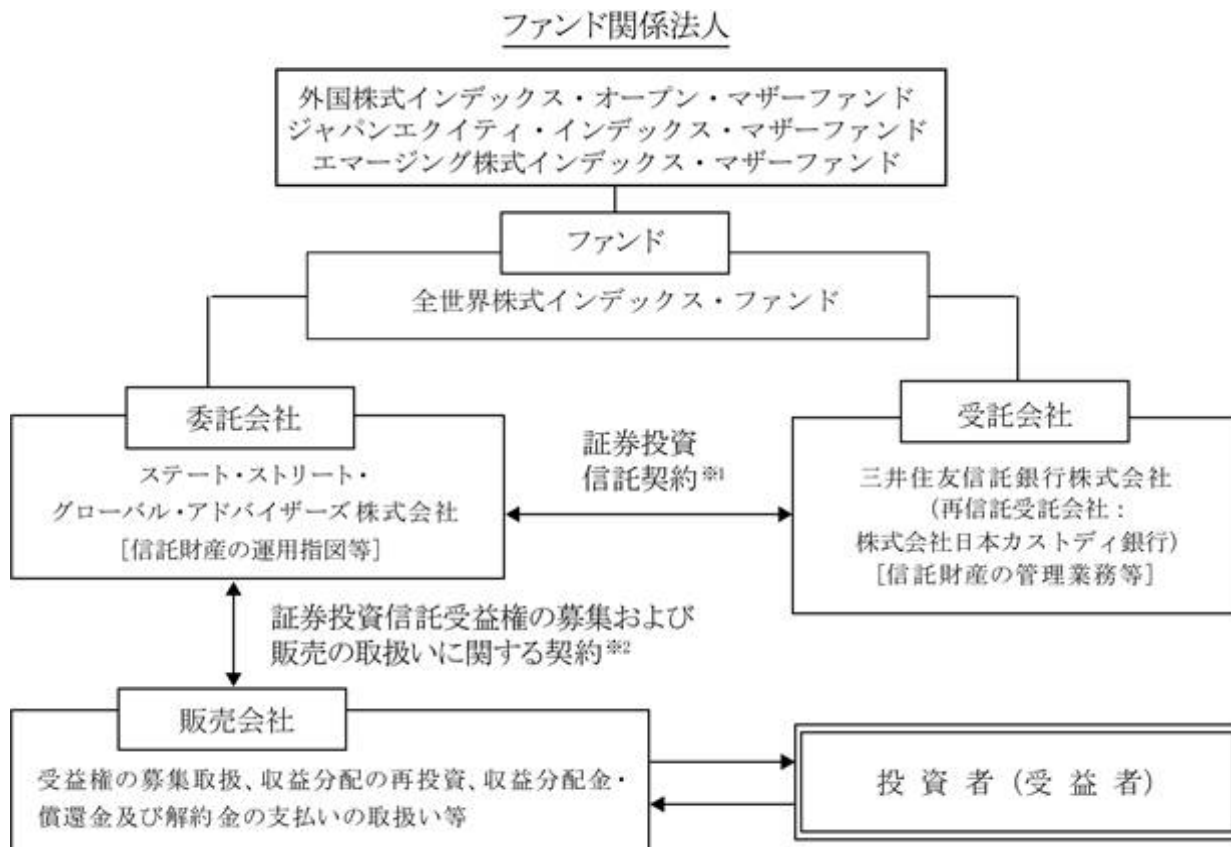 ファンド関係法人
外国株式インデックス・オープン・マザーファンド
ジャパンエクイティ・インデックス・マザーファンド
エマージング株式インデックス・マザーファンド
ファンド
全世界株式インデックス・ファンド
委託会社
ステート・ストリート・
グローバル・アドバイザーズ株式会社
[信託財産の運用指図等]
証券投資
信託契約※1
受託会社
三井住友信託銀行株式会社
(再信託受託会社：
株式会社日本カストディ銀行)
[信託財産の管理業務等]
証券投資信託受益権の募集および
販売の取扱いに関する契約※2
販売会社
受益権の募集取扱、収益分配の再投資、収益分配金・
償還金及び解約金の支払いの取扱い等
投資者(受益者)